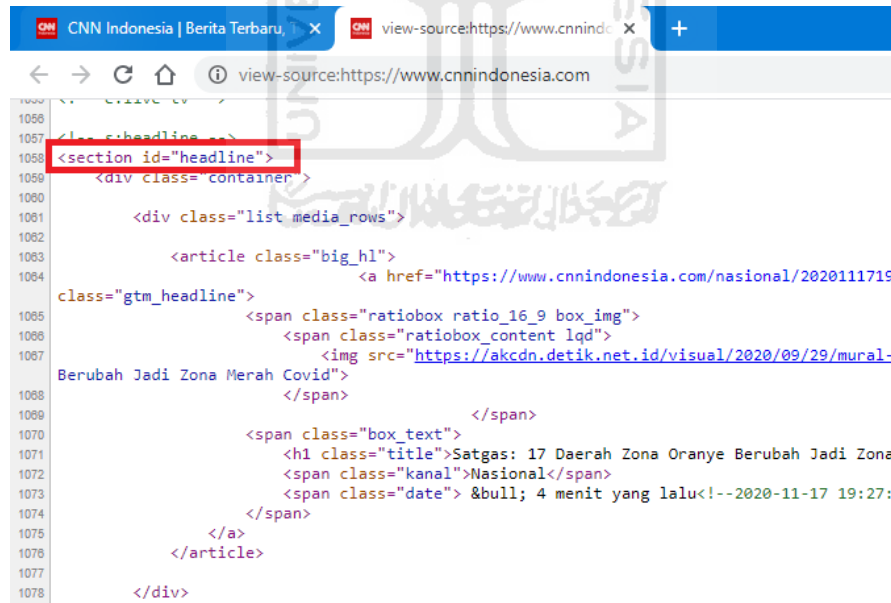 CNN Indonesia | Berita Terbaru,
view-source:https://www.cnnindo
view-source:https://www.cnnindonesia.com
1056
1057 <!-- s:headline -->
1058 <section id="headline">
1059 <div class="container">
1060
1061 <div class="list media_rows">
1062
1063 <article class="big_hl">
1064 <a href="https://www.cnnindonesia.com/nasional/2020111719
class="gtm_headline">
1065 <span class="ratiobox ratio_16_9 box_img">
1066 <span class="ratiobox_content lqd">
1067 <img src="https://akcdn.detik.net.id/visual/2020/09/29/mural-
Berubah Jadi Zona Merah Covid">
1068 </span>
1069 </span>
1070 <span class="box_text">
1071 <h1 class="title">Satgas: 17 Daerah Zona Oranye Berubah Jadi Zona
1072 <span class="kanal">Nasional</span>
1073 <span class="date"> &bull; 4 menit yang lalu<!--2020-11-17 19:27:
1074 </span>
1075 </a>
1076 </article>
1077
1078 </div>